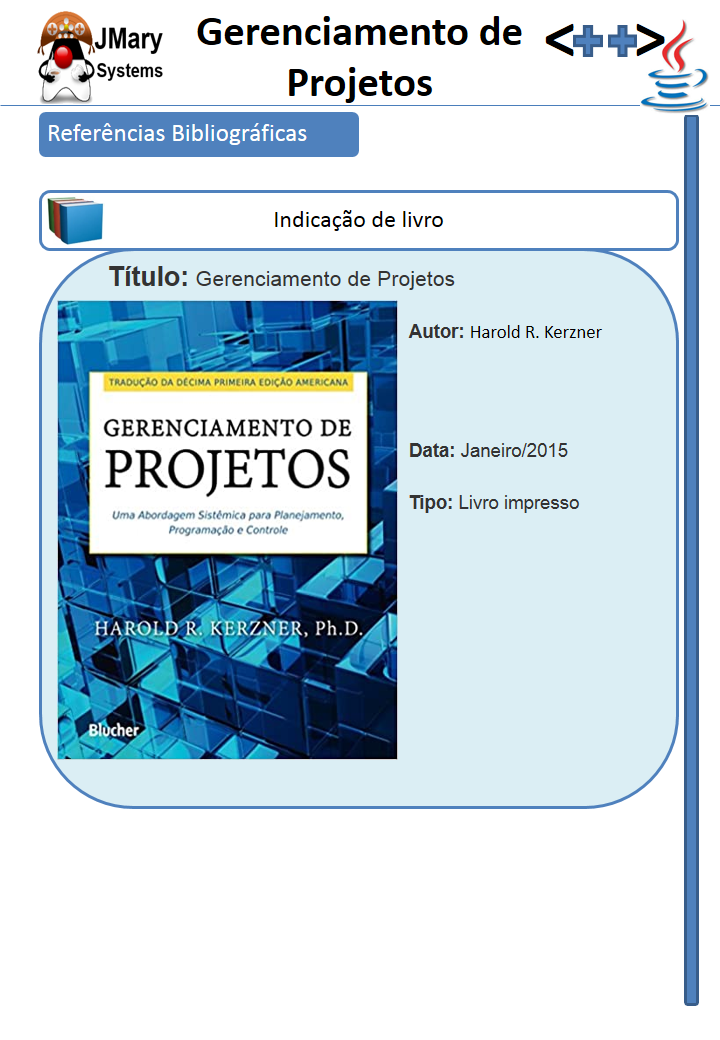 JMary
Systems
Gerenciamento de
Projetos
<++>
Referências Bibliográficas
Indicação de livro
Título: Gerenciamento de Projetos
TRADUÇÃO DA DÉCIMA PRIMEIRA EDIÇÃO AMERICANA
GERENCIAMENTO DE
PROJETOS
Uma Abordagem Sistêmica para Planejamento,
Programação e Controle
HAROLD R. KERZNER, Ph.D.
Blucher
Autor: Harold R. Kerzner
Data: Janeiro/2015
Tipo: Livro impresso